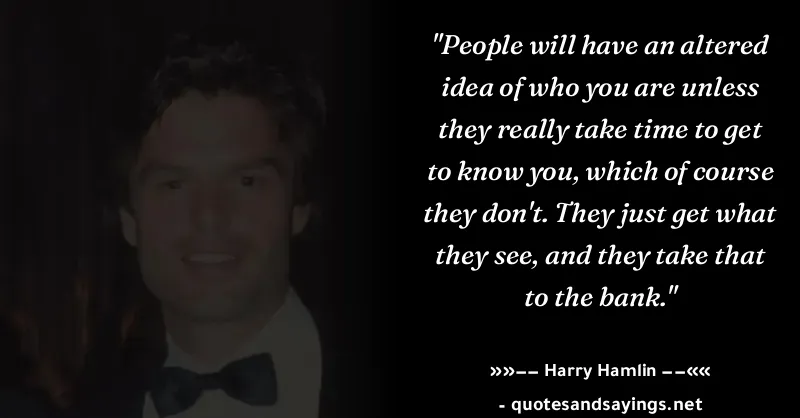 "People will have an altered
idea of who you are unless
they really take time to get
to know you, which of course
they don't. They just get what
they see, and they take that
to the bank."
»»−− Harry Hamlin −−««
- quotesandsayings.net